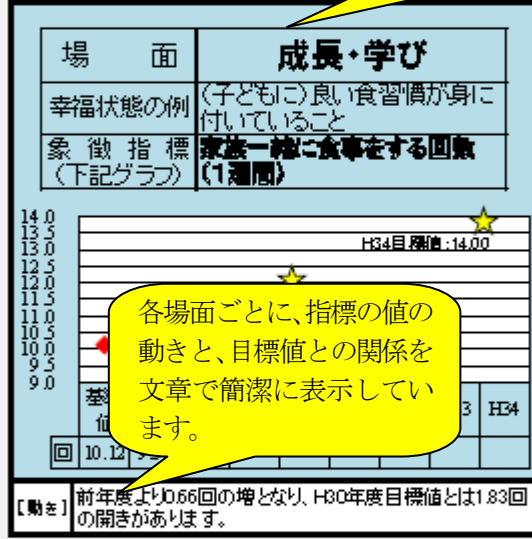 場 面 成長・学び
幸福状態の例 (子どもに)良い食習慣が身に
付いていること
象徴指標 家族一緒に食事をする回数
(下記グラフ) (1週間)
14.0
13.5
13.0
12.5
12.0
11.5
11.0
10.5
10.0
9.5
9.0
H34目標値:14.00
各場面ごとに、指標の値の
動きと、目標値との関係を
文章で簡潔に表示してい
ます。
H34
回 10.12
[動き] 前年度より0.66回の増となり、H30年度目標値とは1.83回
の開きがあります。